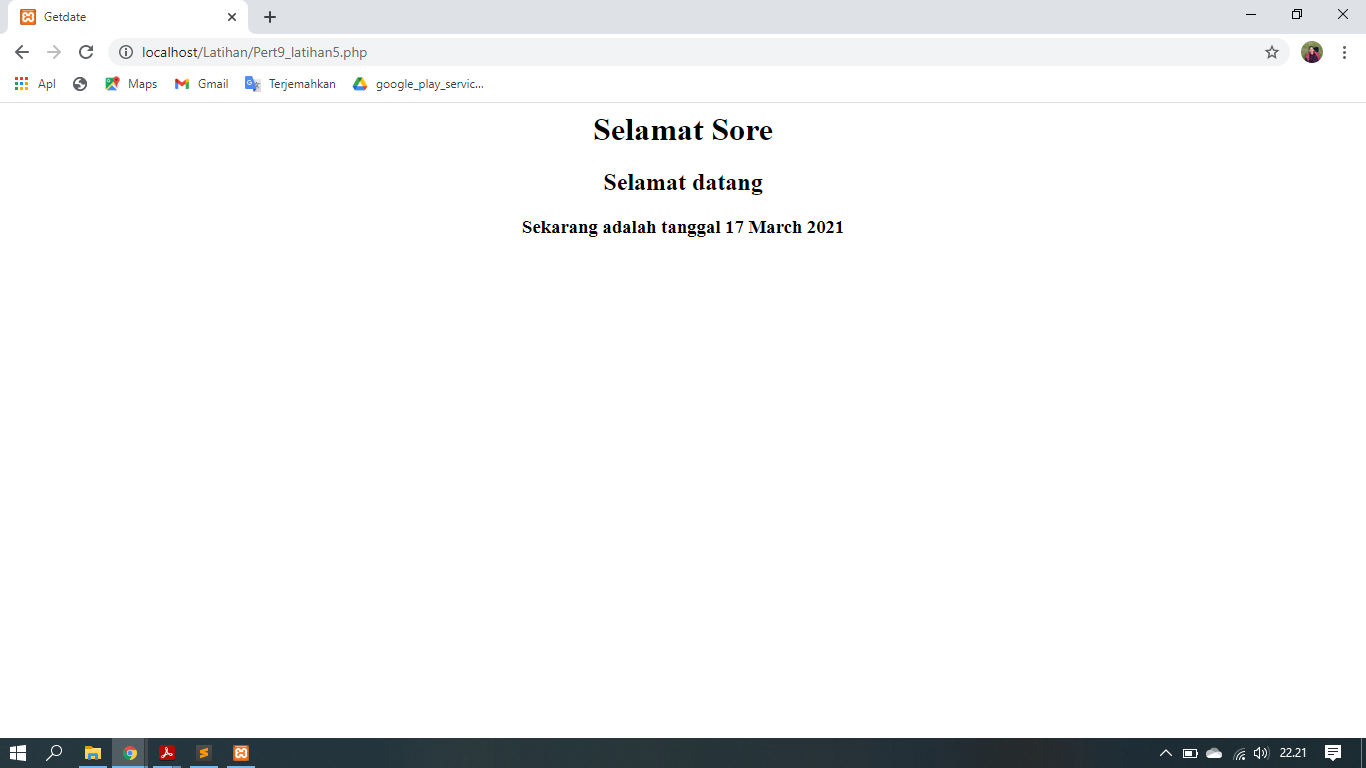 Getdate
localhost/Latihan/Pert9_latihan5.php
Apl Maps Gmail Terjemahkan google_play_servic...
Selamat Sore
Selamat datang
Sekarang adalah tanggal 17 March 2021
22.21